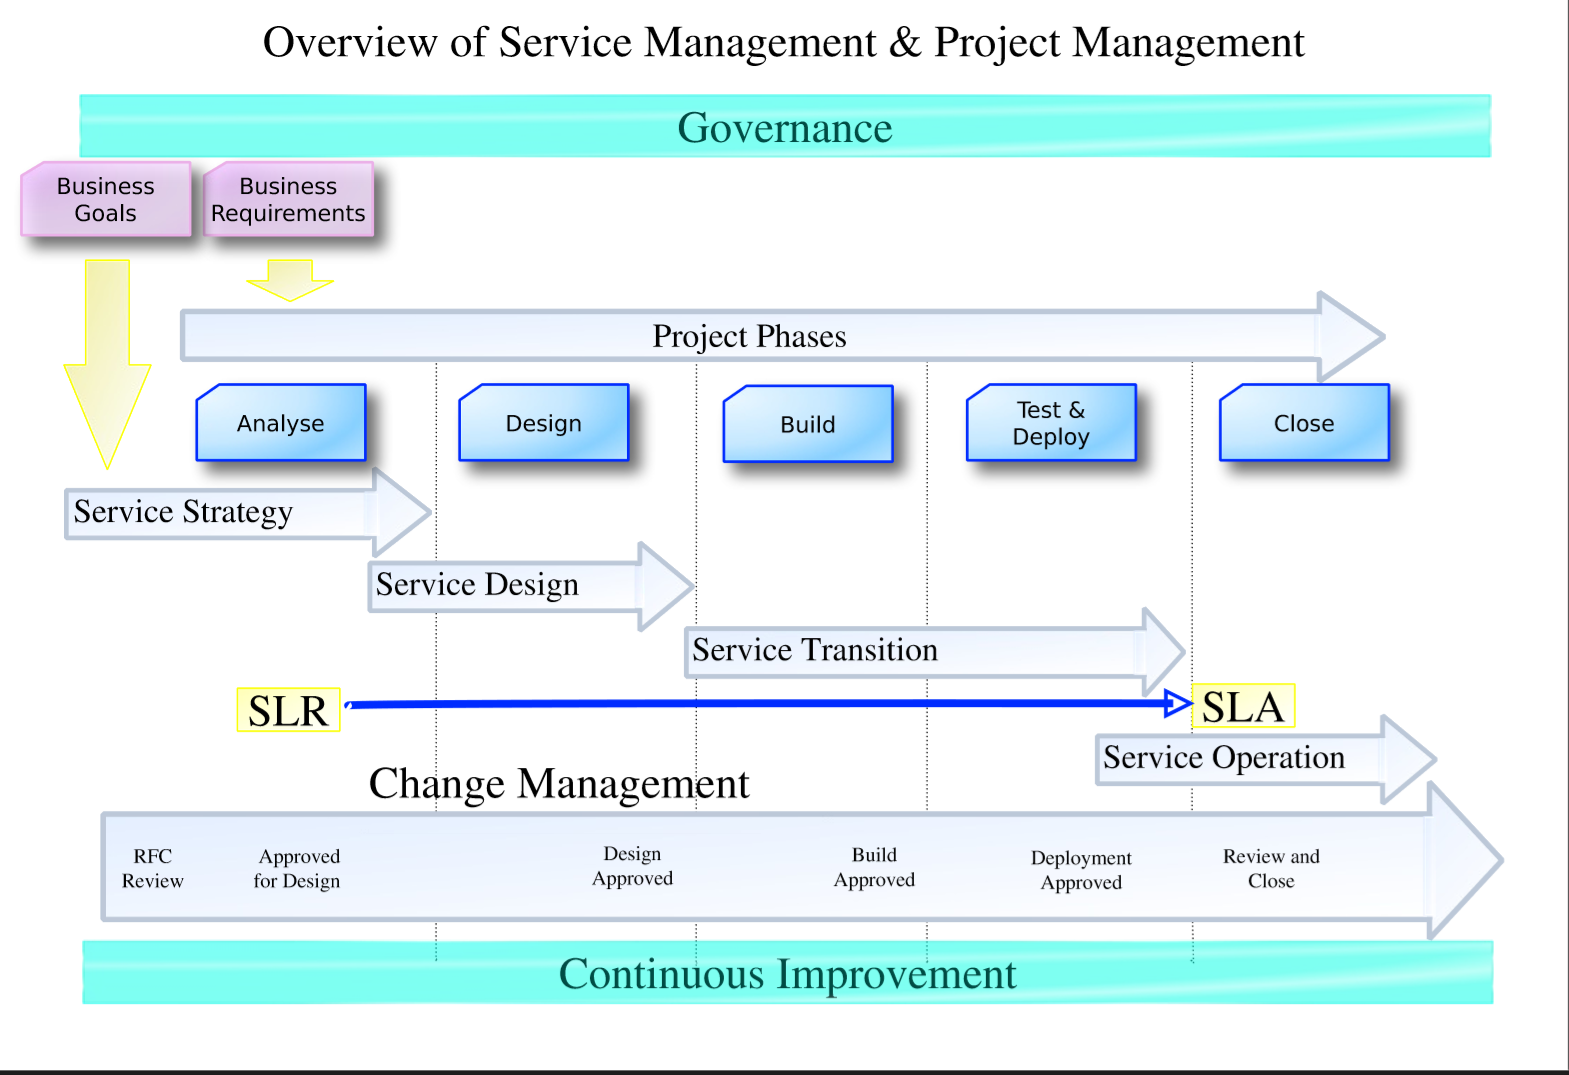 Overview of Service Management & Project Management
Governance
Business
Goals
Business
Requirements
Project Phases
Analyse
Design
Build
Test &
Deploy
Close
Service Strategy
Service Design
Service Transition
SLR
SLA
Service Operation
Change Management
RFC
Review
Approved
for Design
Design
Approved
Build
Approved
Deployment
Approved
Review and
Close
Continuous Improvement